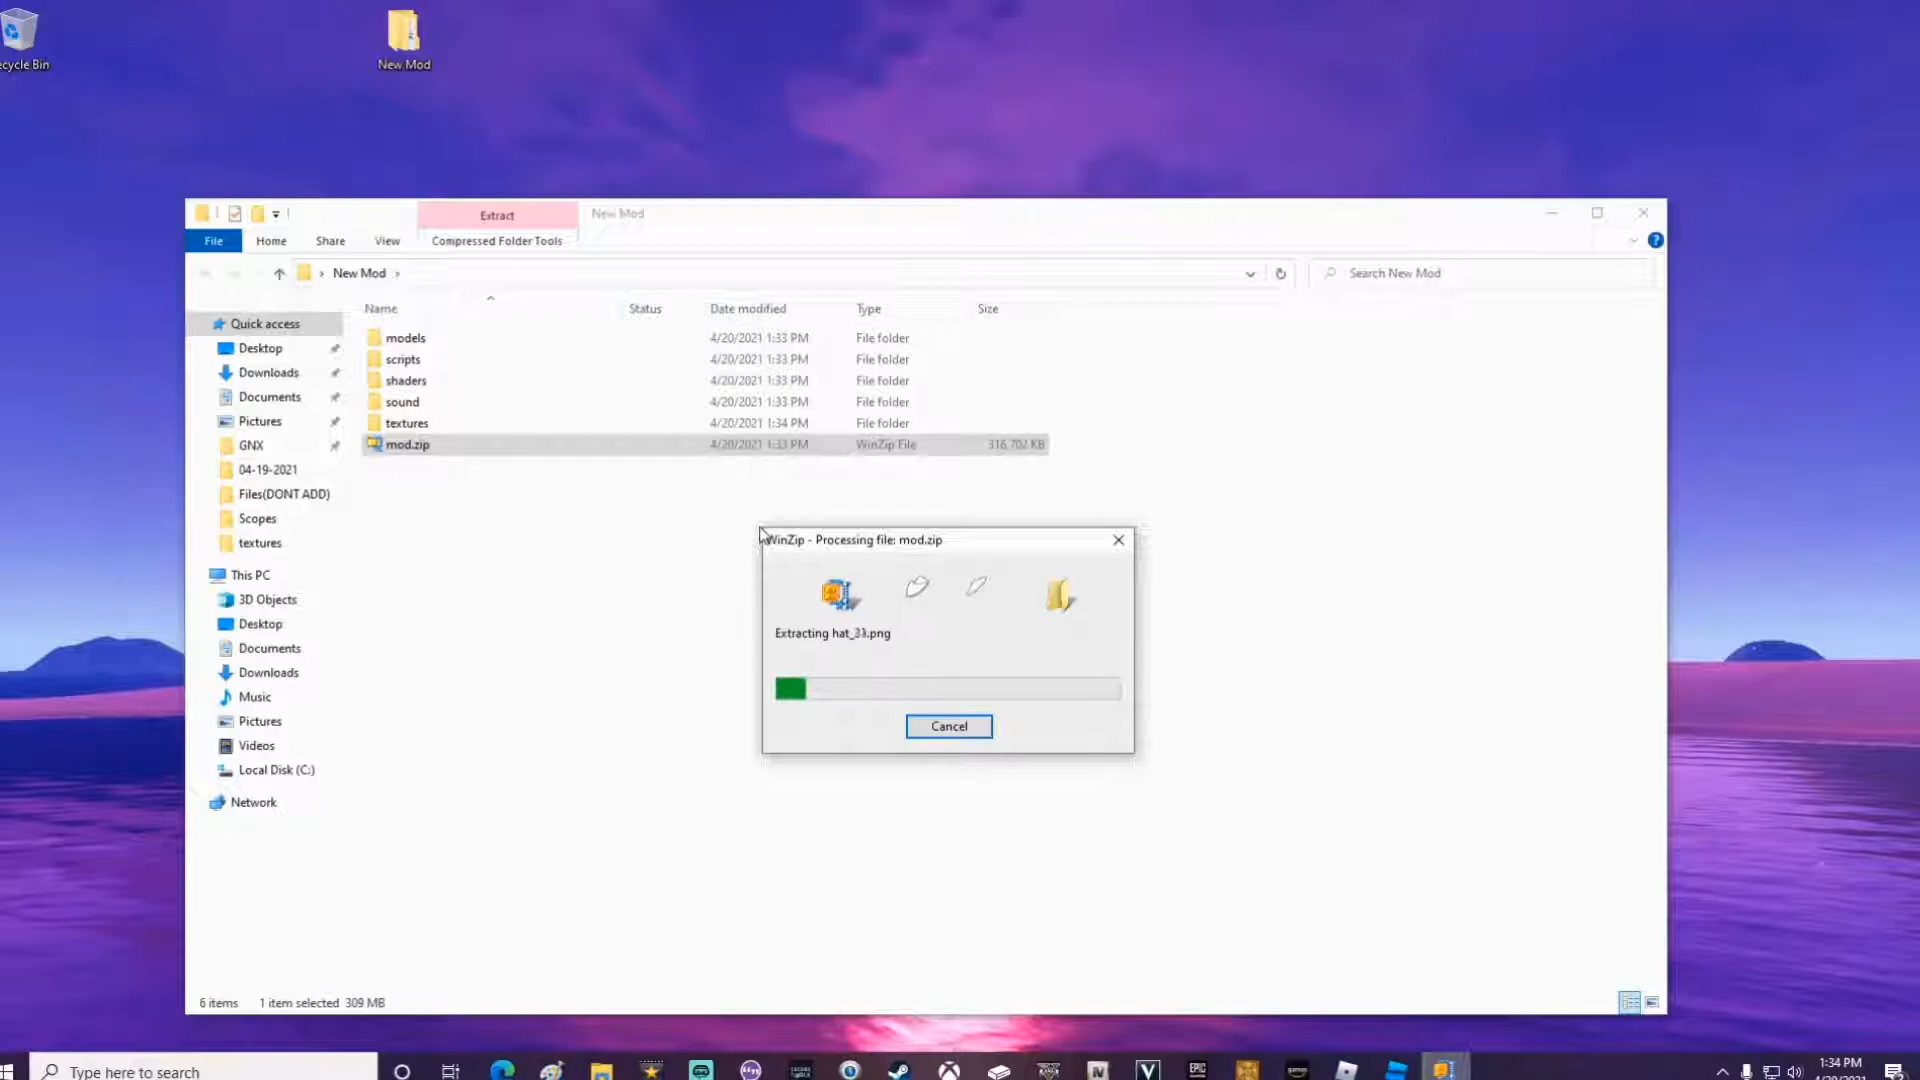 ecycle Bin
New Mod
Extract
New Mod
File
Home
Share
View
Compressed Folder Tools
New Mod
Search New Mod
Name
Status
Date modified
Type
Size
Quick access
Desktop
Downloads
Documents
Pictures
GNX
04-19-2021
Files(DONT ADD)
Scopes
textures
This PC
3D Objects
Desktop
Documents
Downloads
Music
Pictures
Videos
Local Disk (C:)
Network
models 4/20/2021 1:33 PM File folder
scripts 4/20/2021 1:33 PM File folder
shaders 4/20/2021 1:33 PM File folder
sound 4/20/2021 1:33 PM File folder
textures 4/20/2021 1:34 PM File folder
mod.zip 4/20/2021 1:33 PM WinZip File 316,702 KB
WinZip - Processing file: mod.zip
Extracting hat_33.png
Cancel
6 items 1 item selected 309 MB
Type here to search
EPIC
1:34 PM